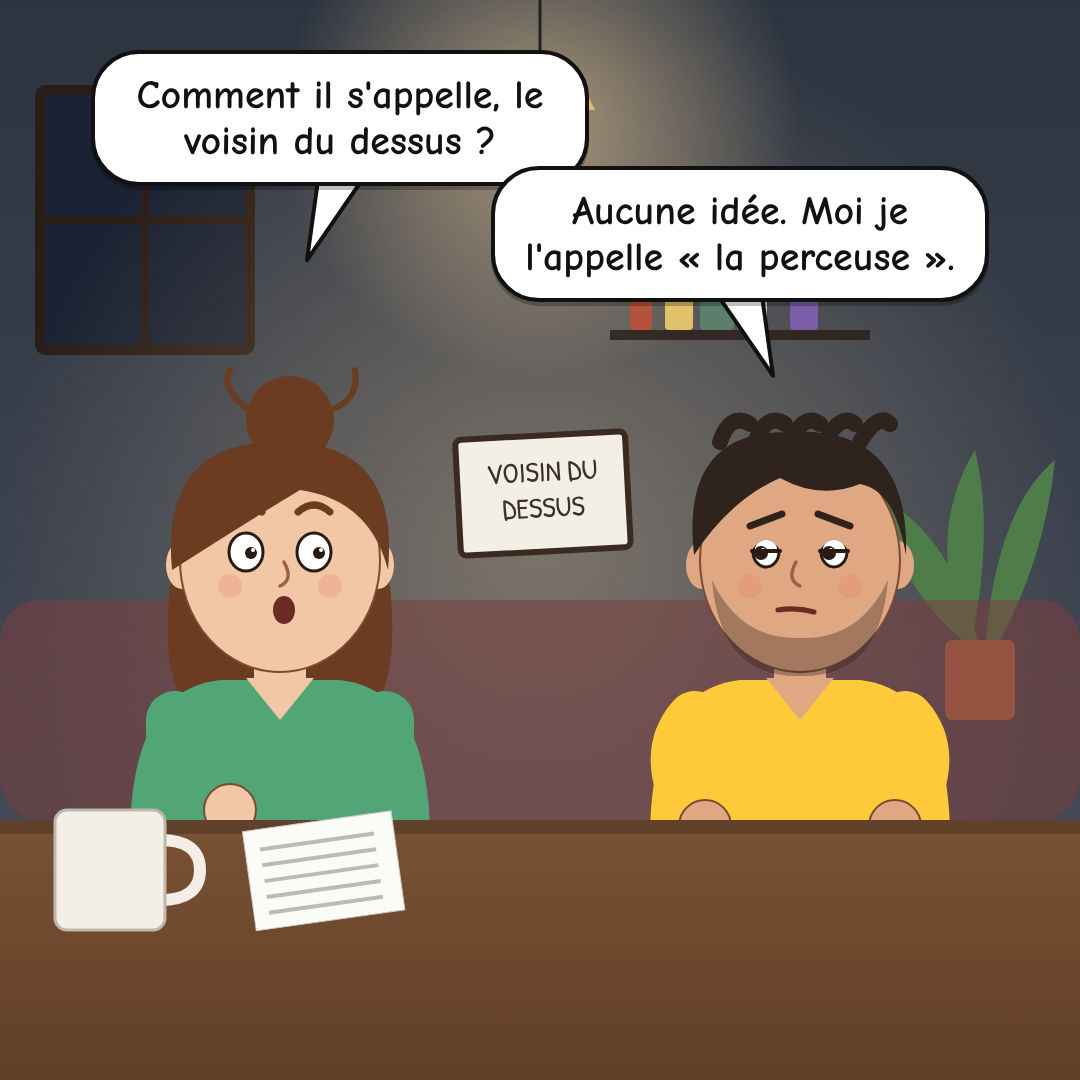 Comment il s'appelle, le
voisin du dessus ?
Aucune idée. Moi je
l'appelle « la perceuse ».
VOISIN DU
DESSUS